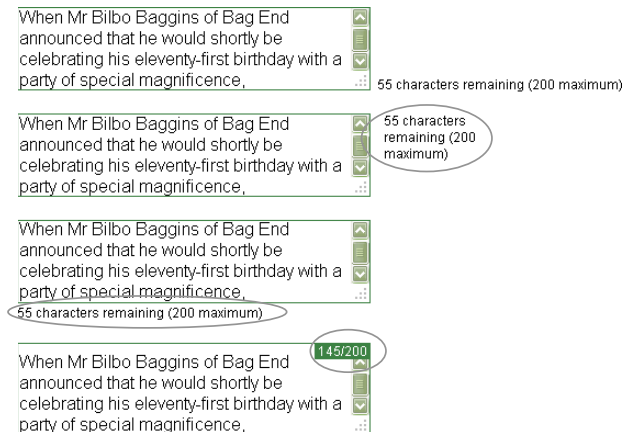 When Mr Bilbo Baggins of Bag End
announced that he would shortly be
celebrating his eleventy-first birthday with a
party of special magnificence,
55 characters remaining (200 maximum)
When Mr Bilbo Baggins of Bag End
announced that he would shortly be
celebrating his eleventy-first birthday with a
party of special magnificence,
55 characters
remaining (200
maximum)
When Mr Bilbo Baggins of Bag End
announced that he would shortly be
celebrating his eleventy-first birthday with a
party of special magnificence,
55 characters remaining (200 maximum)
145/200
When Mr Bilbo Baggins of Bag End
announced that he would shortly be
celebrating his eleventy-first birthday with a
party of special magnificence,